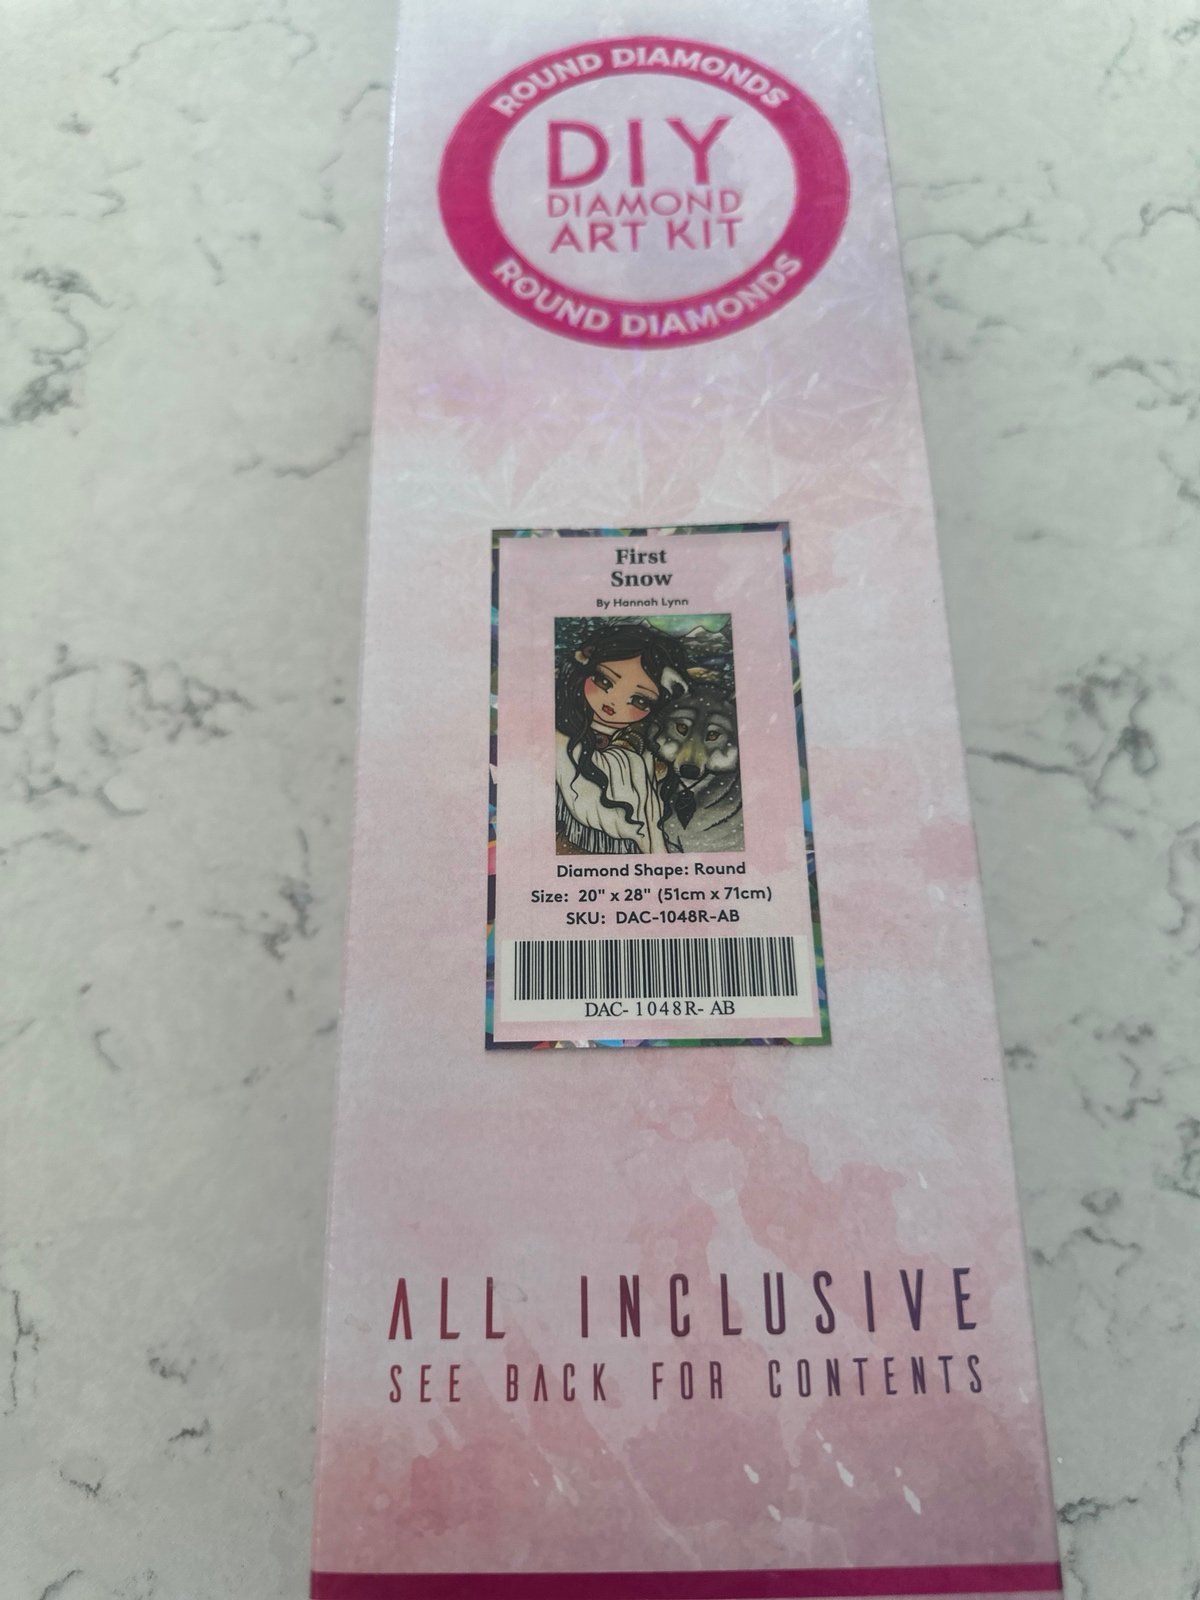 ROUND DIAMONDS
DIY
DIAMOND
ART KIT
ROUND DIAMONDS
First
Snow
By Hannah Lynn
Diamond Shape: Round
Size: 20" x 28" (51cm x 71cm)
SKU: DAC-1048R-AB
DAC- 1048R- AB
ALL INCLUSIVE
SEE BACK FOR CONTENTS